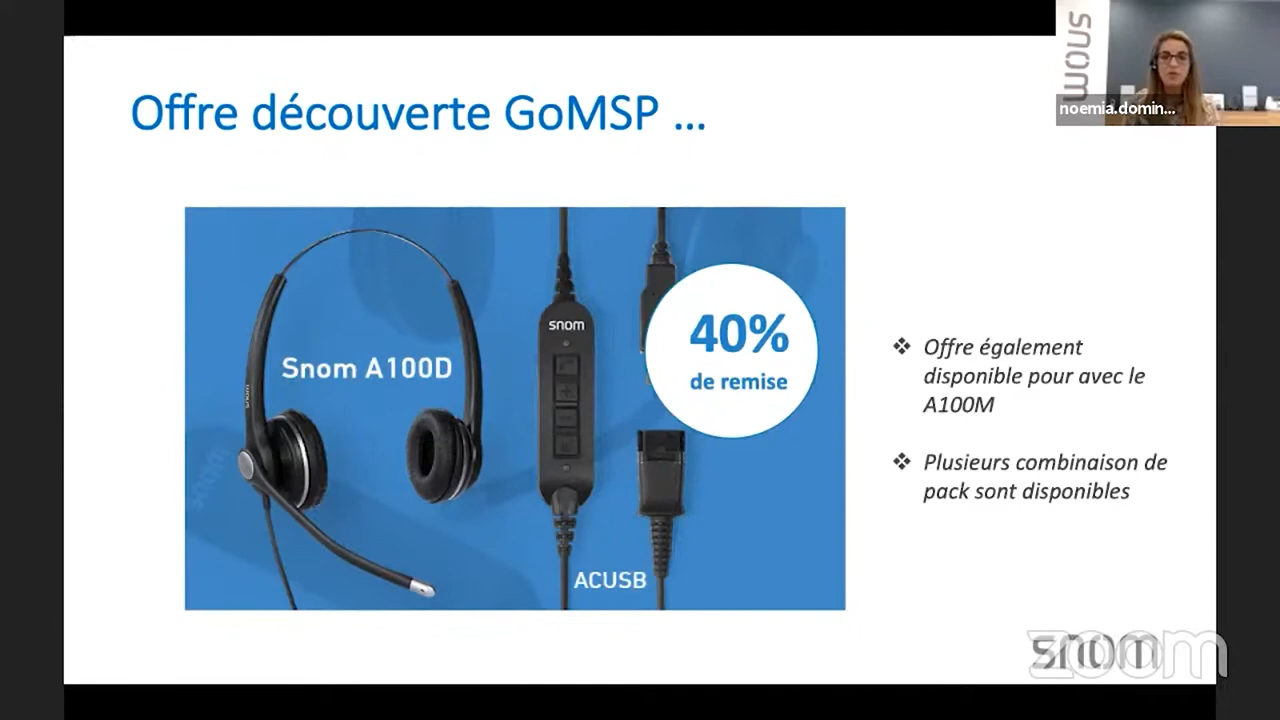 snom
noemia.domin...
Offre découverte GoMSP ...
Snom A100D
snom
snom
40%
de remise
ACUSB
❖ Offre également
disponible pour avec le
A100M
❖ Plusieurs combinaison de
pack sont disponibles
snom
zoom